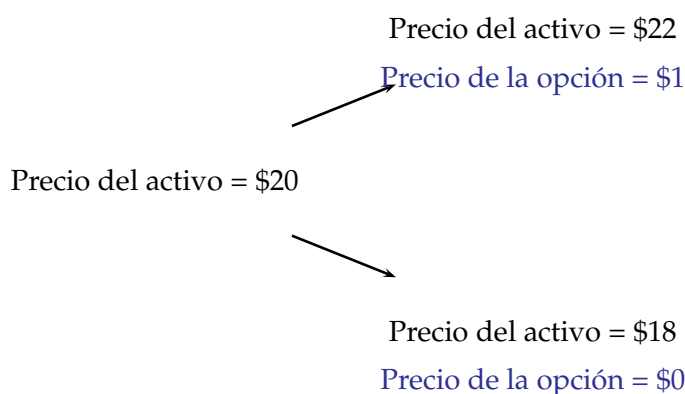 Precio del activo = $22
Precio de la opción = $1
Precio del activo = $20
Precio del activo = $18
Precio de la opción = $0